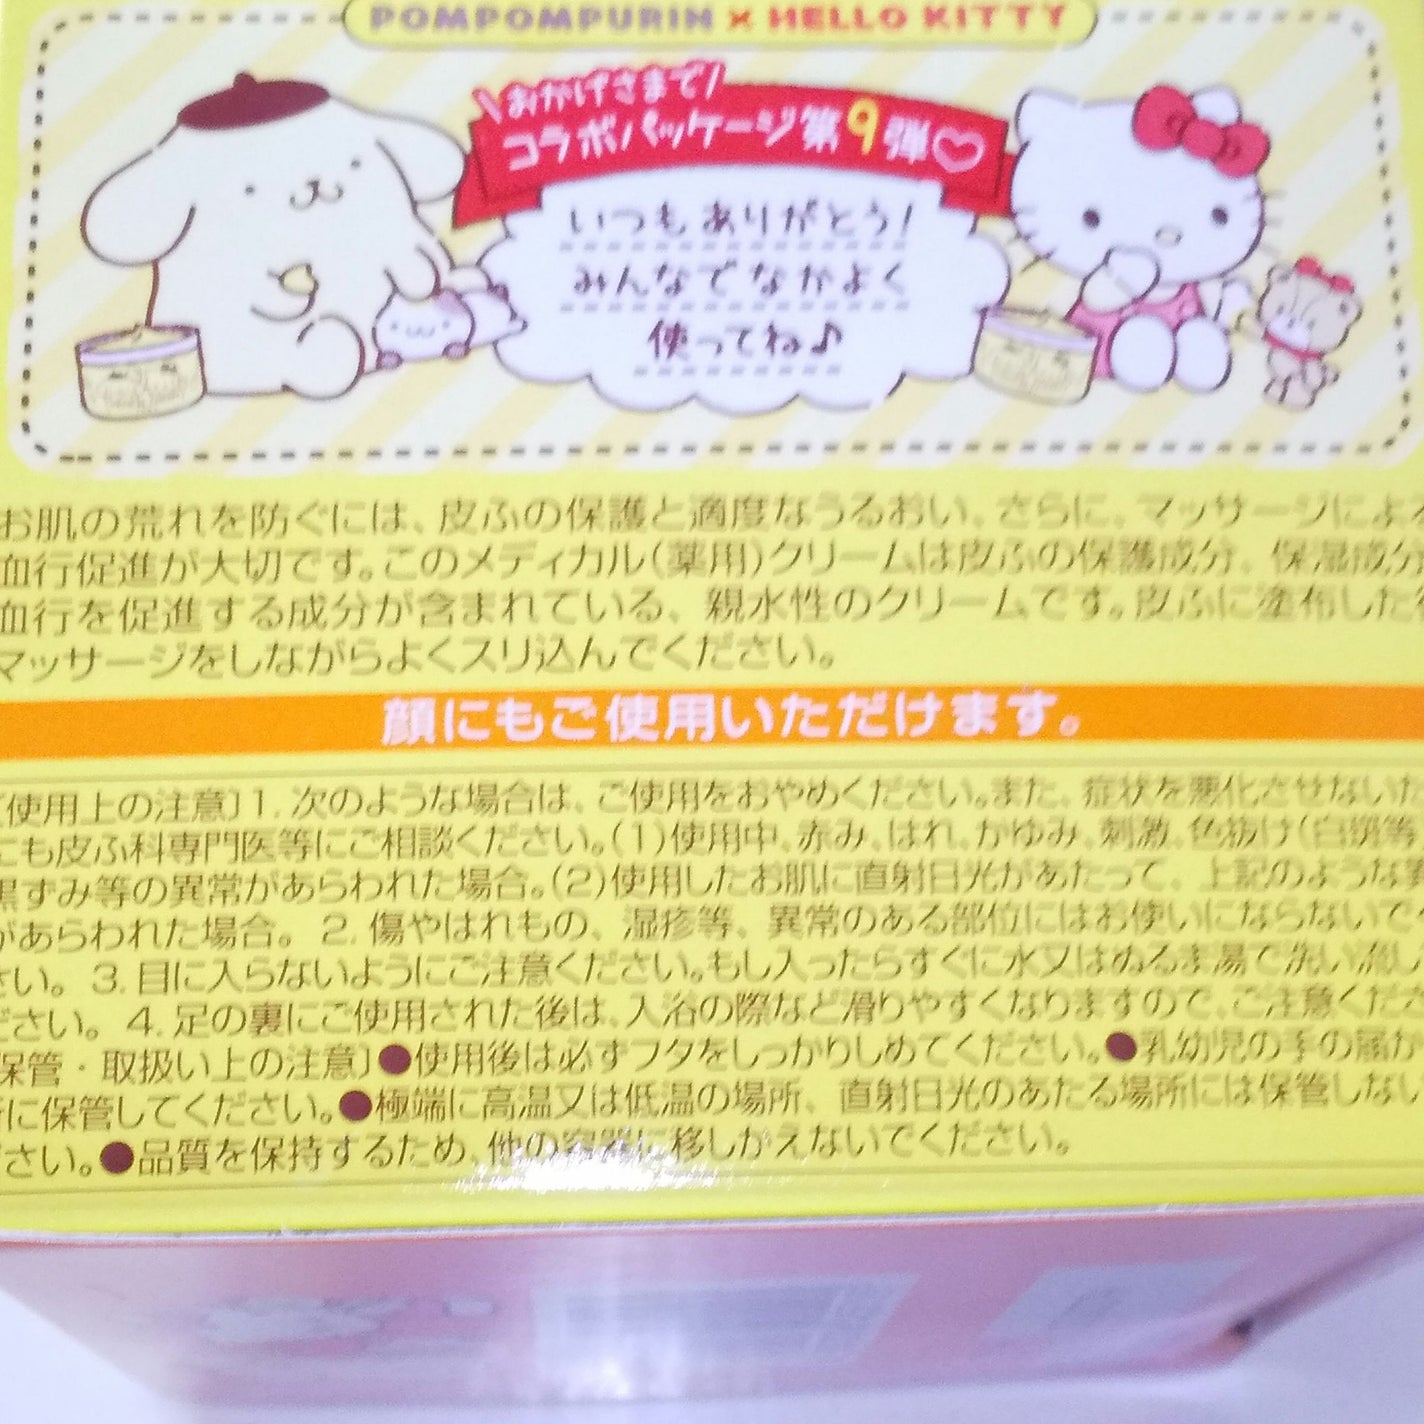 POMPOMPURIN × HELLO KITTY
\おかげさまで/
コラボパッケージ第9弾♡
いつもありがとう!
みんなでなかよく
使ってね♪
お肌の荒れを防ぐには、皮ふの保護と適度なうるおい、さらに、マッサージによる
血行促進が大切です。このメディカル(薬用)クリームは皮ふの保護成分、保湿成分
血行を促進する成分が含まれている、親水性のクリームです。皮ふに塗布した
マッサージをしながらよくスリ込んでください。
顔にもご使用いただけます。
使用上の注意〕1.次のような場合は、ご使用をおやめください。また、症状を悪化させないた
にも皮ふ科専門医等にご相談ください。(1)使用中、赤み、はれ、かゆみ、刺激、色抜け(白斑等
黒ずみ等の異常があらわれた場合。(2)使用したお肌に直射日光があたって、上記のような
があらわれた場合。2.傷やはれもの、湿疹等、異常のある部位にはお使いにならないで
さい。3.目に入らないようにご注意ください。もし入ったらすぐに水又はぬるま湯で洗い流し
ださい。4.足の裏にご使用された後は、入浴の際など滑りやすくなりますので、ご注意くださ
保管・取扱い上の注意〕●使用後は必ずフタをしっかりしめてください。●乳幼児の手の届か
に保管してください。●極端に高温又は低温の場所、直射日光のあたる場所には保管しない
さい。●品質を保持するため、他の容器に移しかえないでください。